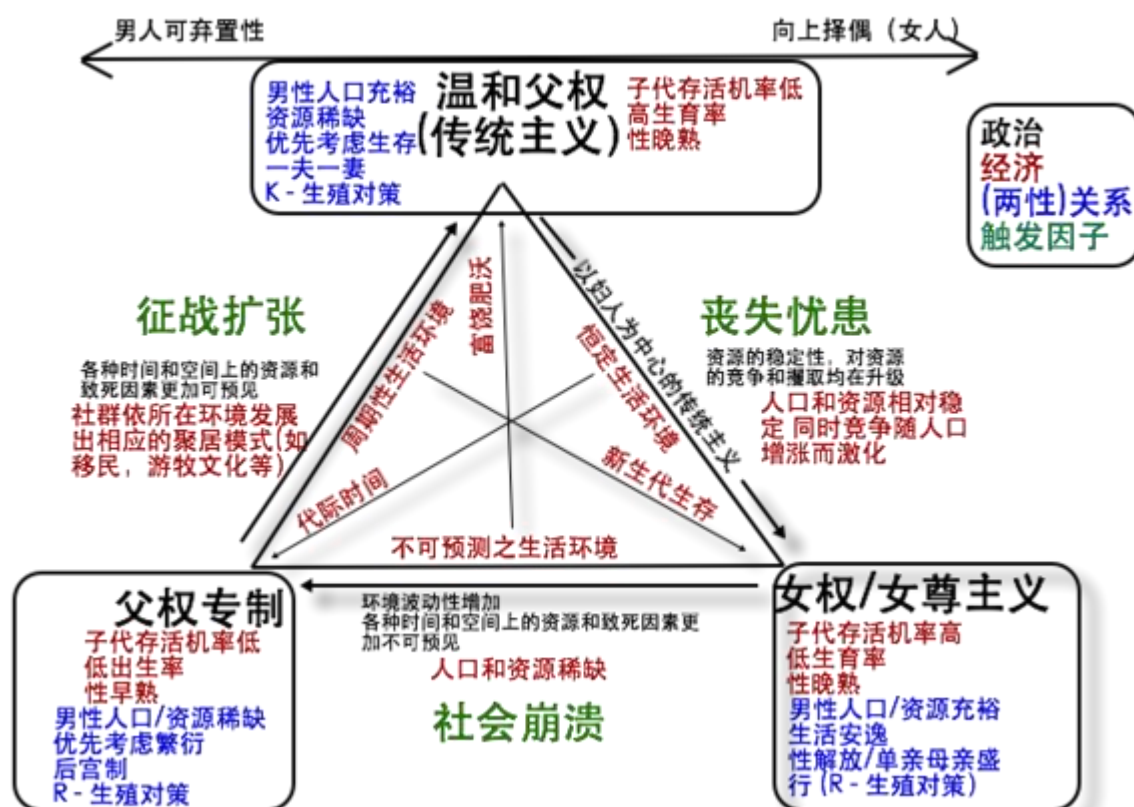 男人可弃置性
向上择偶（女人）
温和父权
(传统主义)
男性人口充裕
资源稀缺
优先考虑生存
一夫一妻
K - 生殖对策
子代存活机率低
高生育率
性晚熟
政治
经济
(两性)关系
触发因子
征战扩张
各种时间和空间上的资源和
致死因素更加可预见
社群依所在环境发展
出相应的聚居模式(如
移民，游牧文化等)
周期性生活环境
富饶肥沃
以妇人为中心的传统主义
恒定生活环境
丧失忧患
资源的稳定性，对资源
的竞争和攫取均在升级
人口和资源相对稳
定 同时竞争随人口
增涨而激化
代际时间
新生代生存
不可预测之生活环境
父权专制
子代存活机率低
低出生率
性早熟
男性人口/资源稀缺
优先考虑繁衍
后宫制
R - 生殖对策
环境波动性增加
各种时间和空间上的资源和致死因素更
加不可预见
人口和资源稀缺
社会崩溃
女权/女尊主义
子代存活机率高
低生育率
性晚熟
男性人口/资源充裕
生活安逸
性解放/单亲母亲盛
行 (R - 生殖对策)